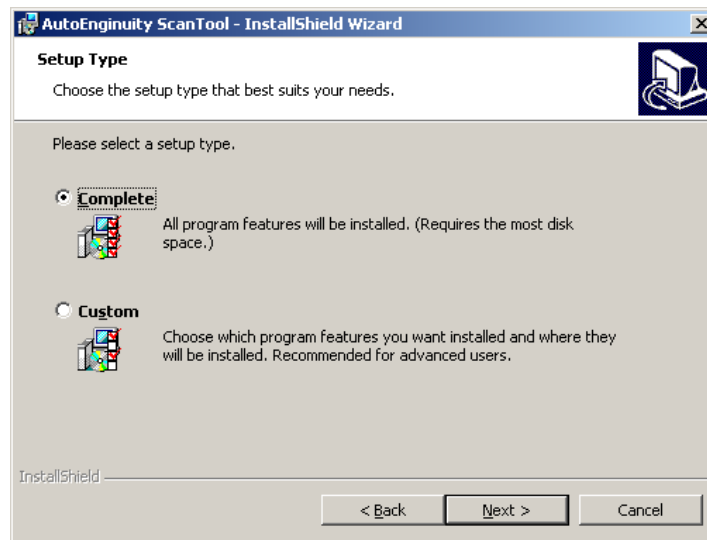 AutoEnginuity ScanTool - InstallShield Wizard
Setup Type
Choose the setup type that best suits your needs.
Please select a setup type.
Complete
All program features will be installed. (Requires the most disk
space.)
Custom
Choose which program features you want installed and where they
will be installed. Recommended for advanced users.
InstallShield
< Back Next > Cancel